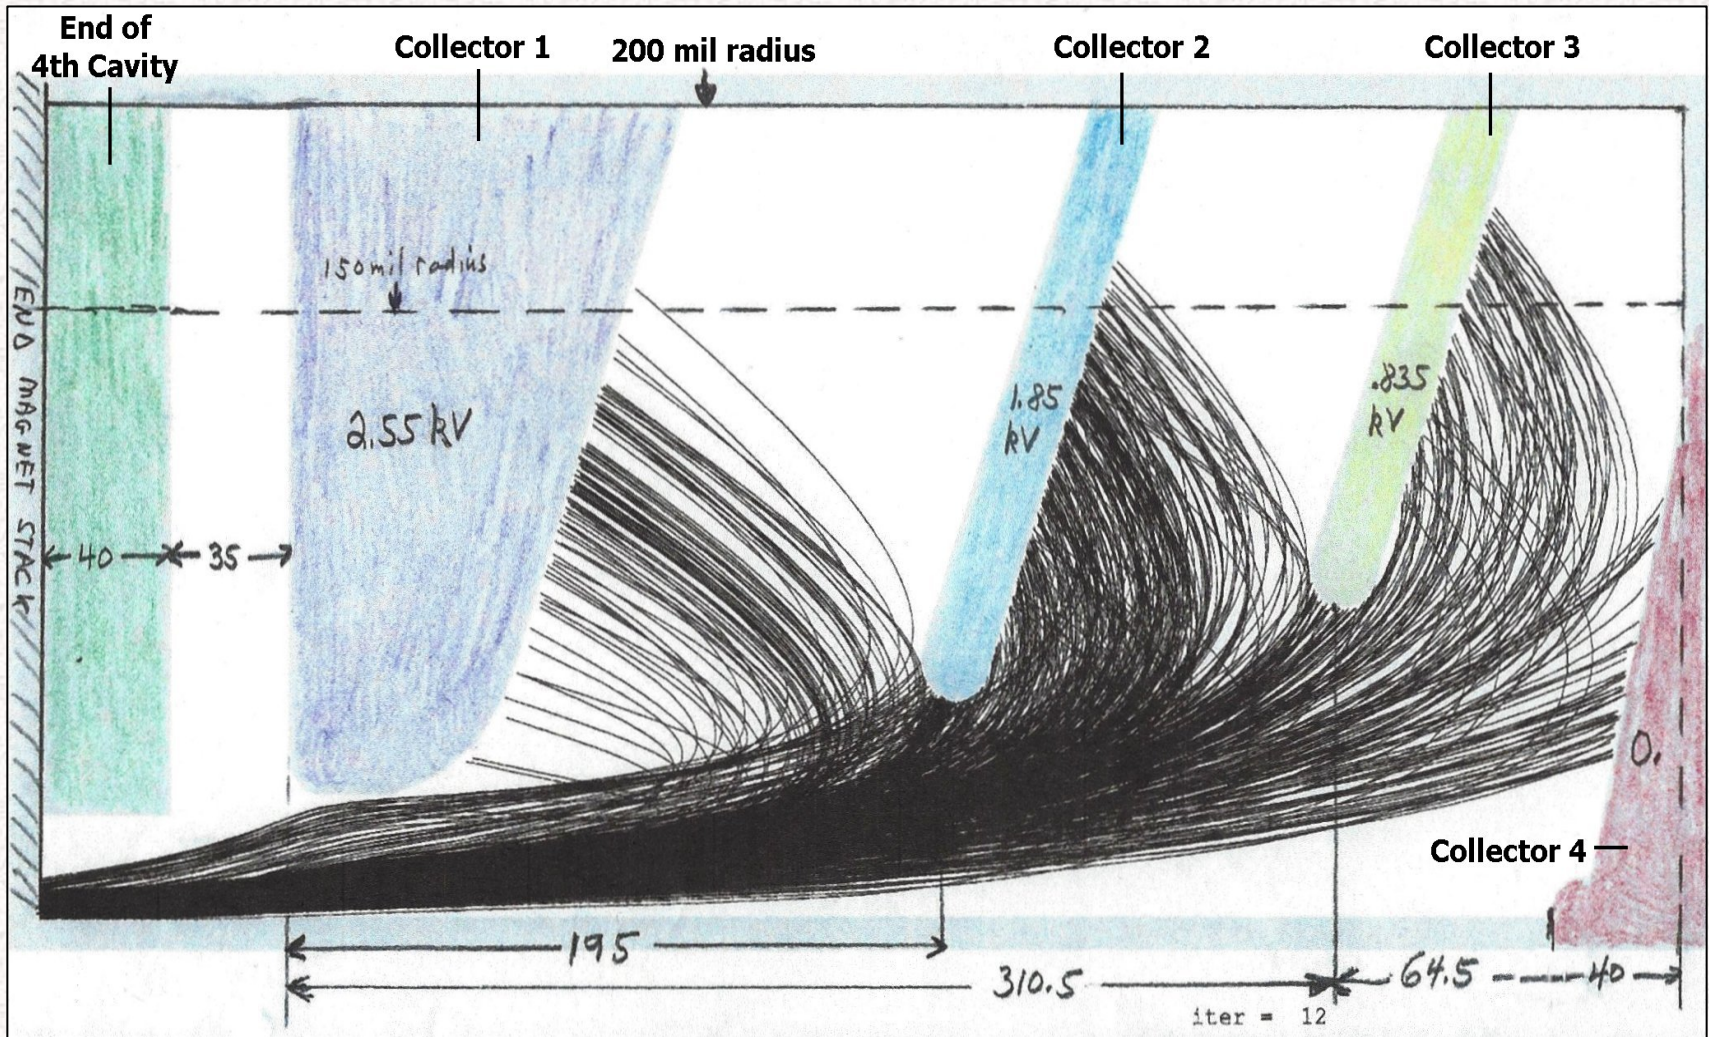 End of
4th Cavity
Collector 1
200 mil radius
Collector 2
Collector 3
150 mil radius
END MAGNET STACK
2.55 kV
1.85
kV
.835
kV
40
35
0.
Collector 4
195
310.5
64.5
40
iter = 12